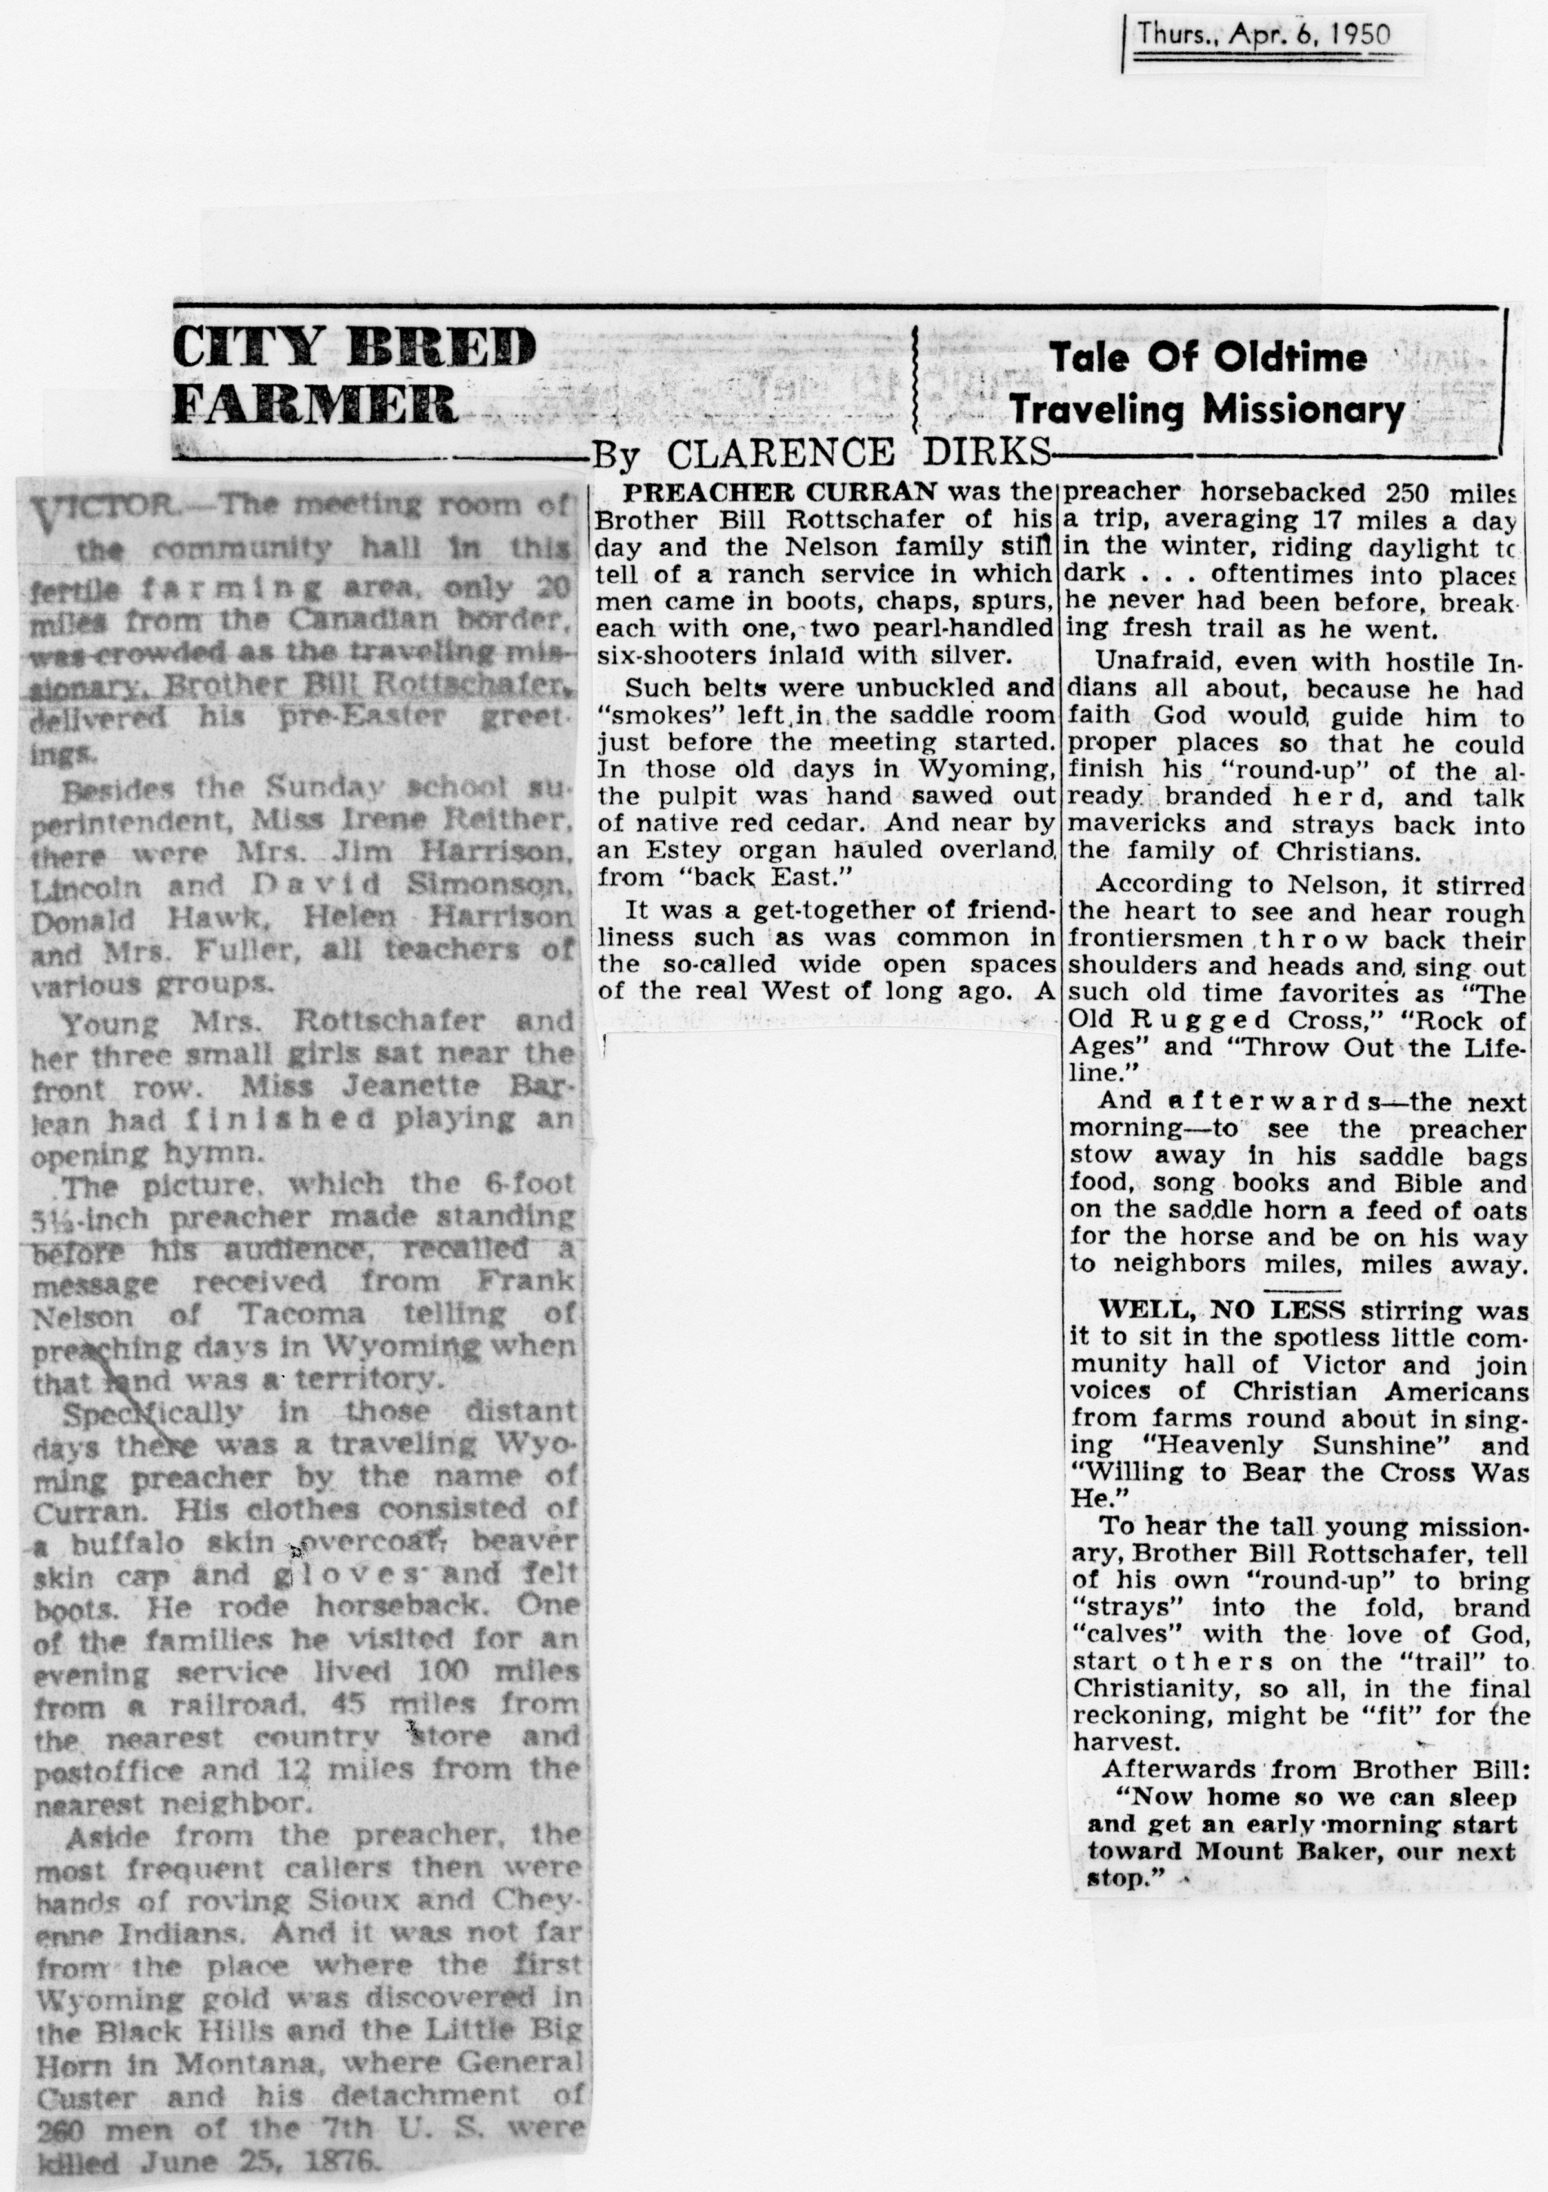 Thurs., Apr. 6, 1950
CITY BRED
FARMER
Tale Of Oldtime
Traveling Missionary
By CLARENCE DIRKS
VICTOR.—The meeting room of
the community hall in this
fertile farming area, only 20
miles from the Canadian border,
was crowded as the traveling mis-
sionary, Brother Bill Rottschafer,
delivered his pre-Easter greet-
ings.
Besides the Sunday school su-
perintendent, Miss Irene Reither,
there were Mrs. Jim Harrison,
Lincoln and David Simonson,
Donald Hawk, Helen Harrison
and Mrs. Fuller, all teachers of
various groups.
Young Mrs. Rottschafer and
her three small girls sat near the
front row. Miss Jeanette Bar-
lean had finished playing an
opening hymn.
The picture, which the 6-foot
5½-inch preacher made standing
before his audience, recalled a
message received from Frank
Nelson of Tacoma telling of
preaching days in Wyoming when
that land was a territory.
Specifically in those distant
days there was a traveling Wyo-
ming preacher by the name of
Curran. His clothes consisted of
a buffalo skin overcoat, beaver
skin cap and gloves and felt
boots. He rode horseback. One
of the families he visited for an
evening service lived 100 miles
from a railroad, 45 miles from
the nearest country store and
postoffice and 12 miles from the
nearest neighbor.
Aside from the preacher, the
most frequent callers then were
bands of roving Sioux and Chey-
enne Indians. And it was not far
from the place where the first
Wyoming gold was discovered in
the Black Hills and the Little Big
Horn in Montana, where General
Custer and his detachment of
260 men of the 7th U. S. were
killed June 25, 1876.
PREACHER CURRAN was the
Brother Bill Rottschafer of his
day and the Nelson family still
tell of a ranch service in which
men came in boots, chaps, spurs,
each with one, two pearl-handled
six-shooters inlaid with silver.
Such belts were unbuckled and
“smokes” left in the saddle room
just before the meeting started.
In those old days in Wyoming,
the pulpit was hand sawed out
of native red cedar. And near by
an Estey organ hauled overland
from “back East.”
It was a get-together of friend-
liness such as was common in
the so-called wide open spaces
of the real West of long ago. A
preacher horsebacked 250 miles
a trip, averaging 17 miles a day
in the winter, riding daylight to
dark . . . oftentimes into places
he never had been before, break-
ing fresh trail as he went.
Unafraid, even with hostile In-
dians all about, because he had
faith God would guide him to
proper places so that he could
finish his “round-up” of the al-
ready branded herd, and talk
mavericks and strays back into
the family of Christians.
According to Nelson, it stirred
the heart to see and hear rough
frontiersmen throw back their
shoulders and heads and sing out
such old time favorites as “The
Old Rugged Cross,” “Rock of
Ages” and “Throw Out the Life-
line.”
And afterwards—the next
morning—to see the preacher
stow away in his saddle bags
food, song books and Bible and
on the saddle horn a feed of oats
for the horse and be on his way
to neighbors miles, miles away.
WELL, NO LESS stirring was
it to sit in the spotless little com-
munity hall of Victor and join
voices of Christian Americans
from farms round about in sing-
ing “Heavenly Sunshine” and
“Willing to Bear the Cross Was
He.”
To hear the tall young mission-
ary, Brother Bill Rottschafer, tell
of his own “round-up” to bring
“strays” into the fold, brand
“calves” with the love of God,
start others on the “trail” to
Christianity, so all, in the final
reckoning, might be “fit” for the
harvest.
Afterwards from Brother Bill:
“Now home so we can sleep
and get an early morning start
toward Mount Baker, our next
stop.”